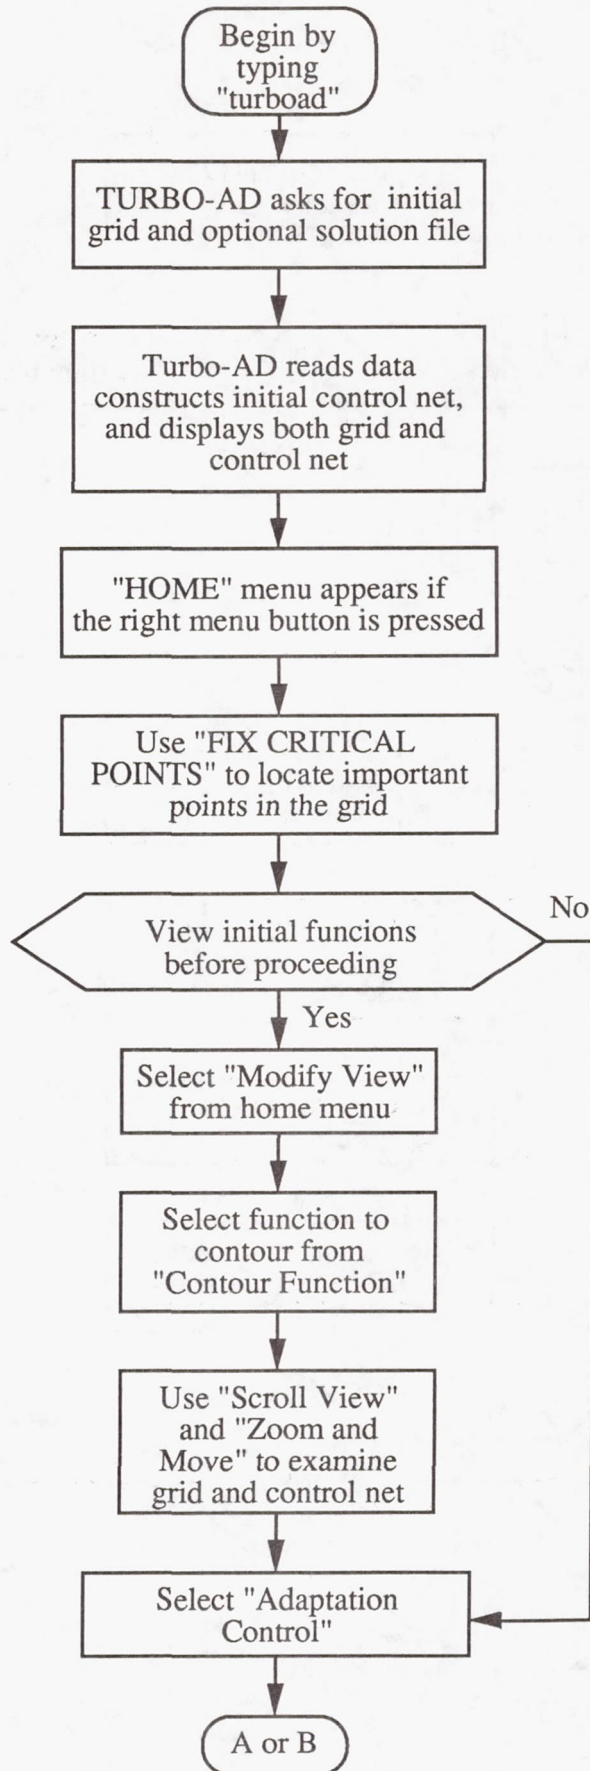 Begin by
typing
"turboad"
TURBO-AD asks for initial
grid and optional solution file
Turbo-AD reads data
constructs initial control net,
and displays both grid and
control net
"HOME" menu appears if
the right menu button is pressed
Use "FIX CRITICAL
POINTS" to locate important
points in the grid
View initial funcions
before proceeding
No
Yes
Select "Modify View"
from home menu
Select function to
contour from
"Contour Function"
Use "Scroll View"
and "Zoom and
Move" to examine
grid and control net
Select "Adaptation
Control"
A or B